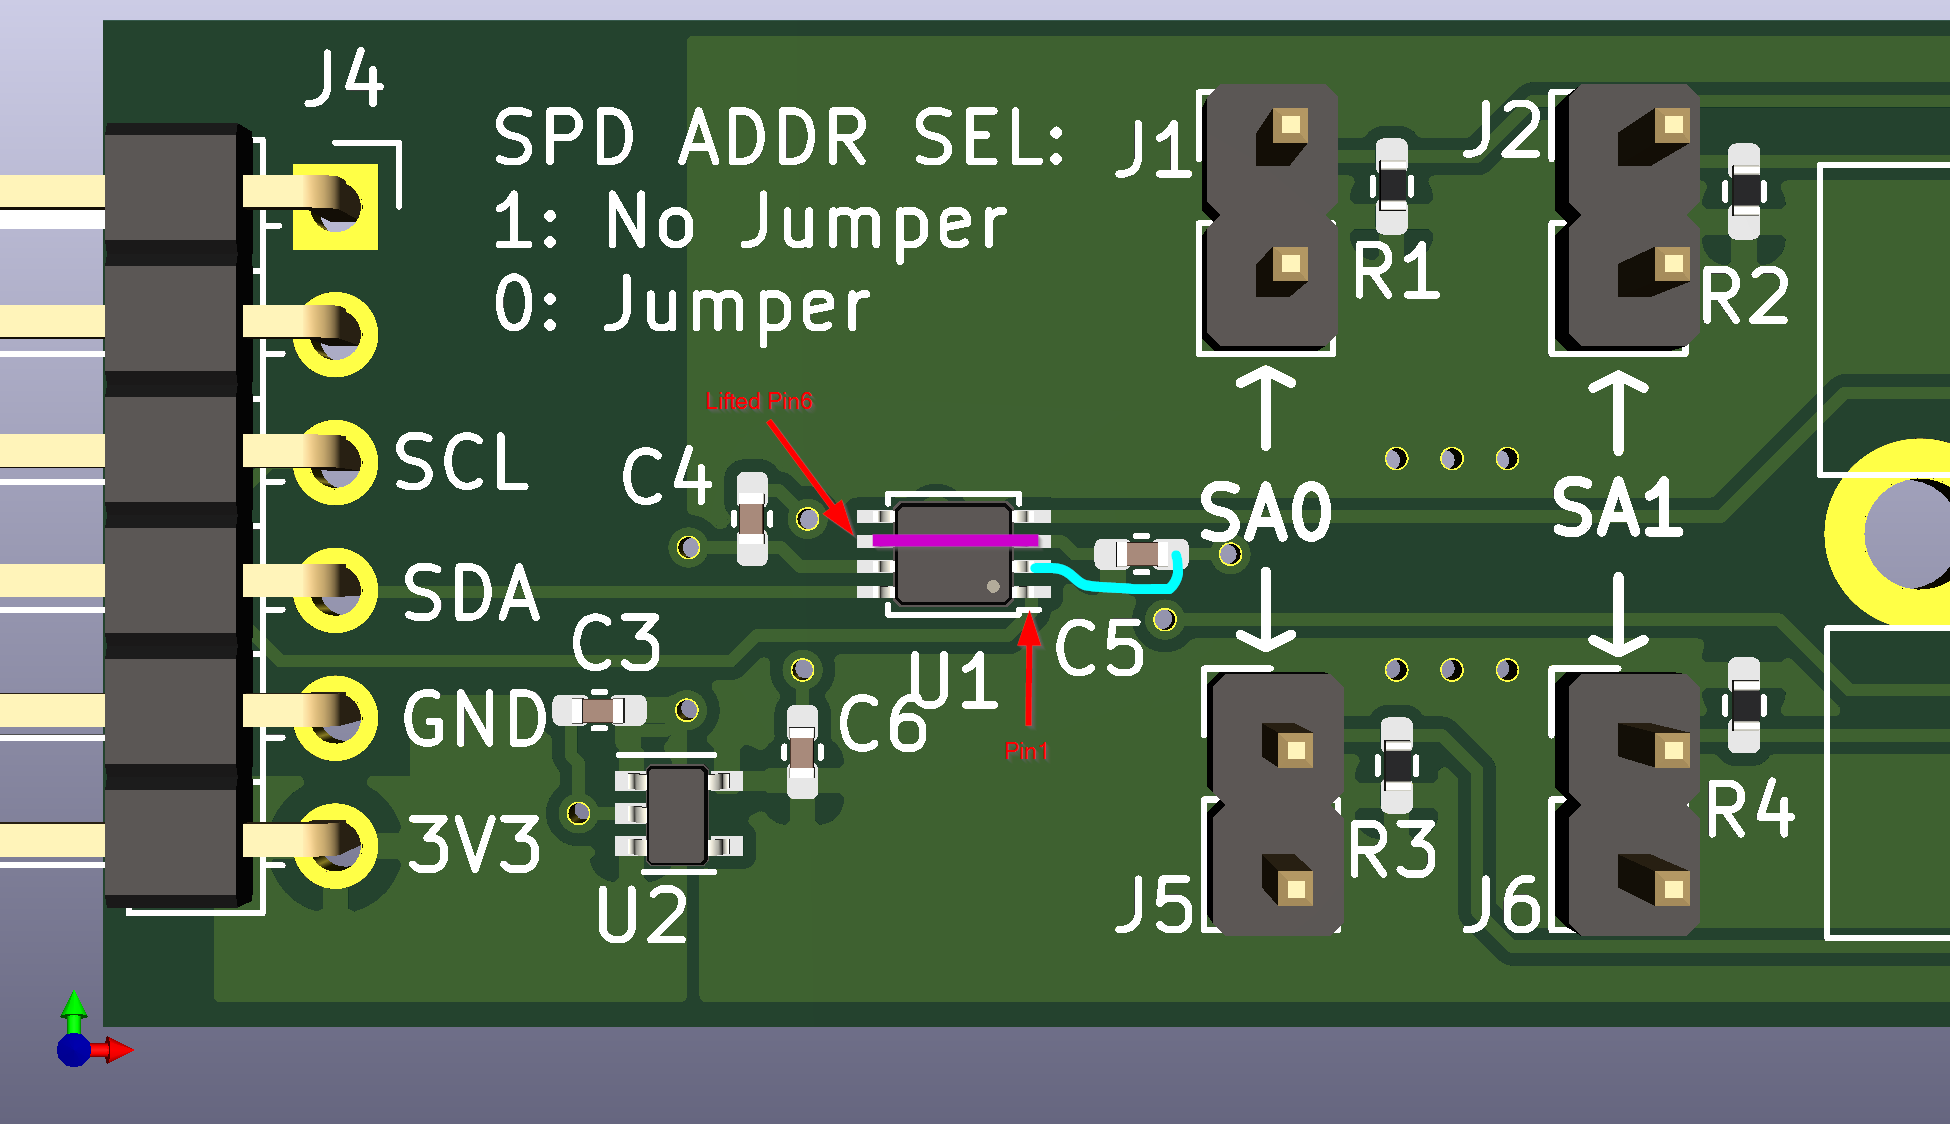 J4
SPD ADDR SEL:
1: No Jumper
0: Jumper
J1
J2
R1
R2
Lifted Pin6
SCL
C4
SA0
SA1
SDA
C3
C5
U1
GND
C6
Pin1
3V3
R3
R4
U2
J5
J6